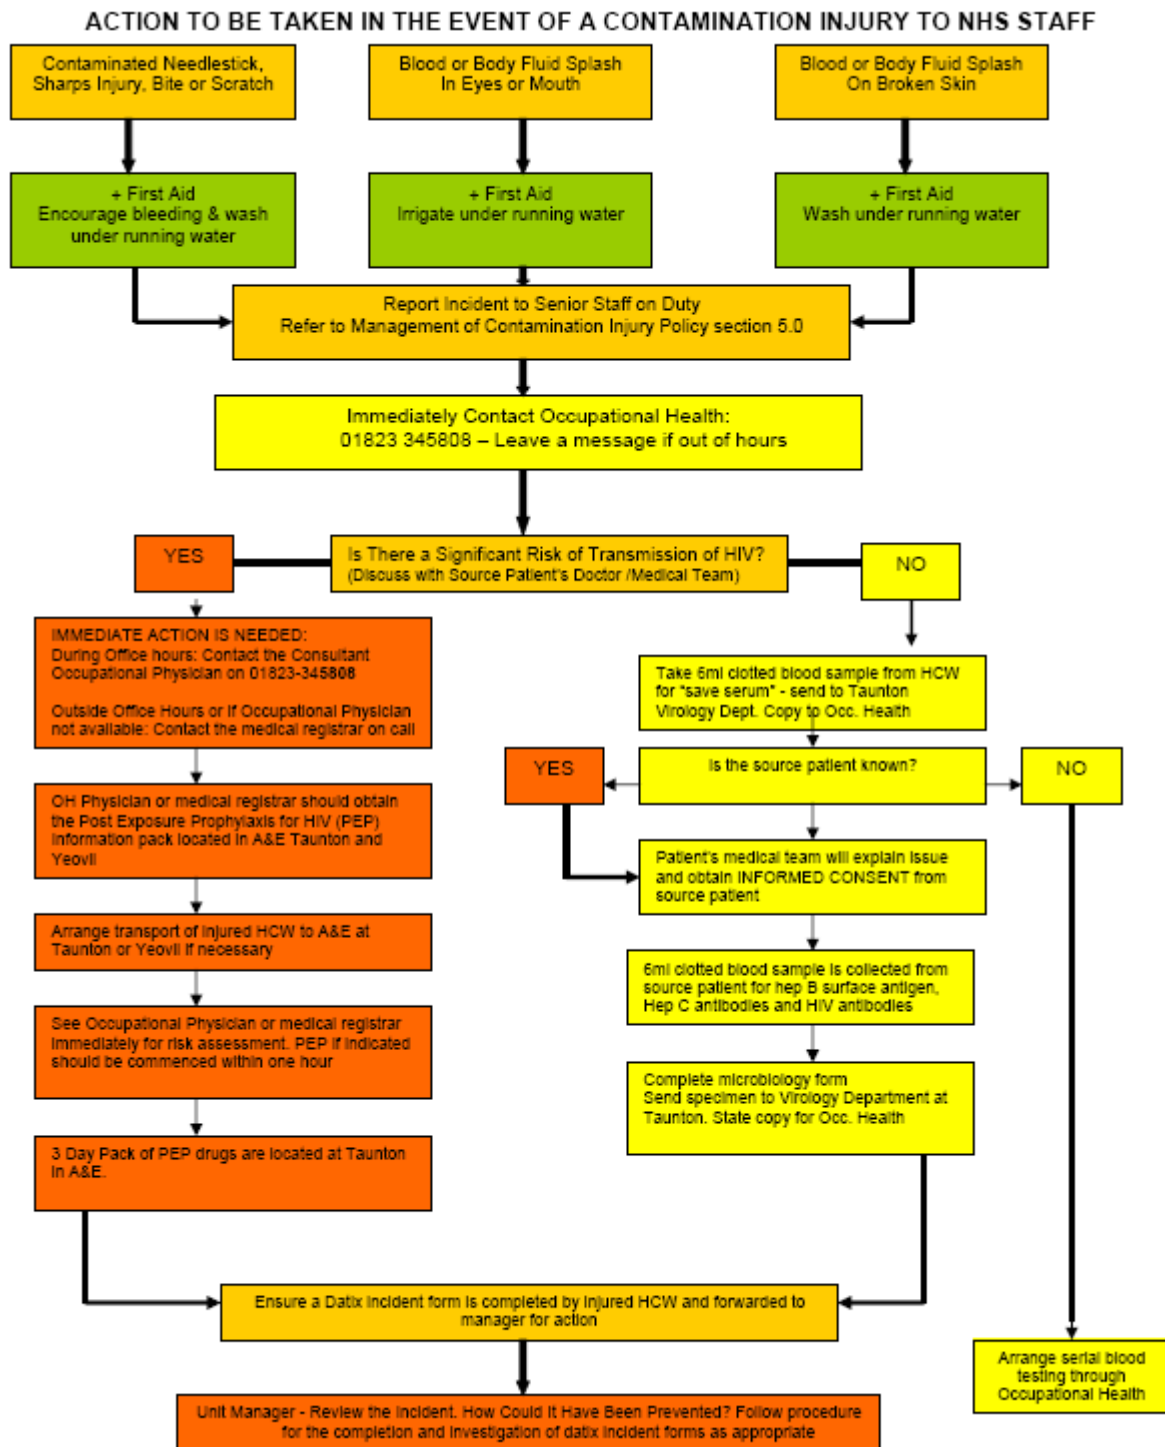 ACTION TO BE TAKEN IN THE EVENT OF A CONTAMINATION INJURY TO NHS STAFF
Contaminated Needlestick,
Sharps Injury, Bite or Scratch
Blood or Body Fluid Splash
In Eyes or Mouth
Blood or Body Fluid Splash
On Broken Skin
+ First Aid
Encourage bleeding & wash
under running water
+ First Aid
Irrigate under running water
+ First Aid
Wash under running water
Report Incident to Senior Staff on Duty
Refer to Management of Contamination Injury Policy section 5.0
Immediately Contact Occupational Health:
01823 345808 – Leave a message if out of hours
Is There a Significant Risk of Transmission of HIV?
(Discuss with Source Patient's Doctor /Medical Team)
YES
NO
IMMEDIATE ACTION IS NEEDED:
During Office hours: Contact the Consultant
Occupational Physician on 01823-345808
Outside Office Hours or if Occupational Physician
not available: Contact the medical registrar on call
OH Physician or medical registrar should obtain
the Post Exposure Prophylaxis for HIV (PEP)
Information pack located in A&E Taunton and
Yeovil
Arrange transport of injured HCW to A&E at
Taunton or Yeovil if necessary
See Occupational Physician or medical registrar
immediately for risk assessment. PEP if indicated
should be commenced within one hour
3 Day Pack of PEP drugs are located at Taunton
in A&E.
Take 6ml clotted blood sample from HCW
for "save serum" - send to Taunton
Virology Dept. Copy to Occ. Health
YES
Is the source patient known?
NO
Patient's medical team will explain issue
and obtain INFORMED CONSENT from
source patient
6ml clotted blood sample is collected from
source patient for hep B surface antigen,
Hep C antibodies and HIV antibodies
Complete microbiology form
Send specimen to Virology Department at
Taunton. State copy for Occ. Health
Ensure a Datix incident form is completed by injured HCW and forwarded to
manager for action
Arrange serial blood
testing through
Occupational Health
Unit Manager - Review the Incident. How Could It Have Been Prevented? Follow procedure
for the completion and investigation of datix incident forms as appropriate